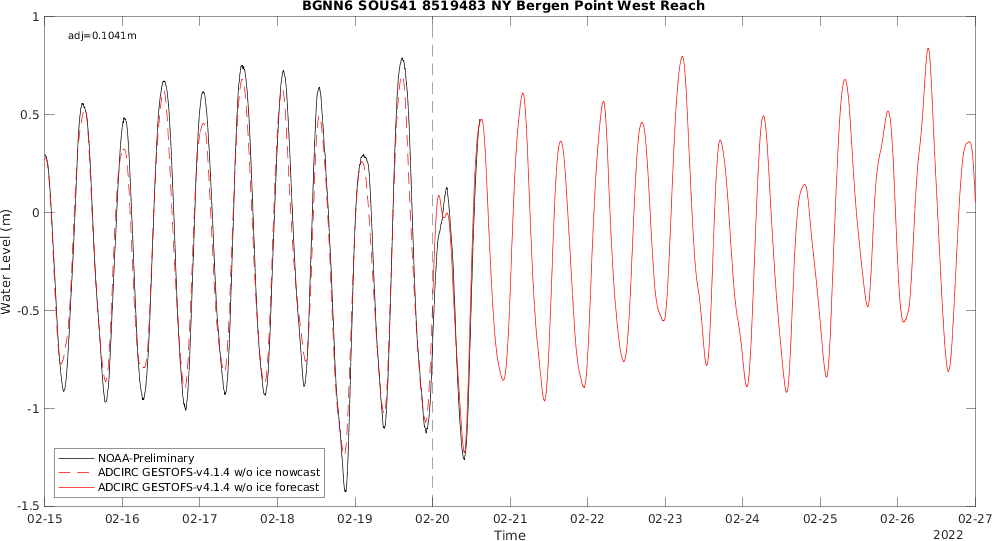 BGNN6 SOUS41 8519483 NY Bergen Point West Reach
adj=0.1041m
1
0.5
0
-0.5
-1
-1.5
Water Level (m)
NOAA-Preliminary
ADCIRC GESTOFS-v4.1.4 w/o ice nowcast
ADCIRC GESTOFS-v4.1.4 w/o ice forecast
02-15 02-16 02-17 02-18 02-19 02-20 02-21 02-22 02-23 02-24 02-25 02-26 02-27
Time
2022